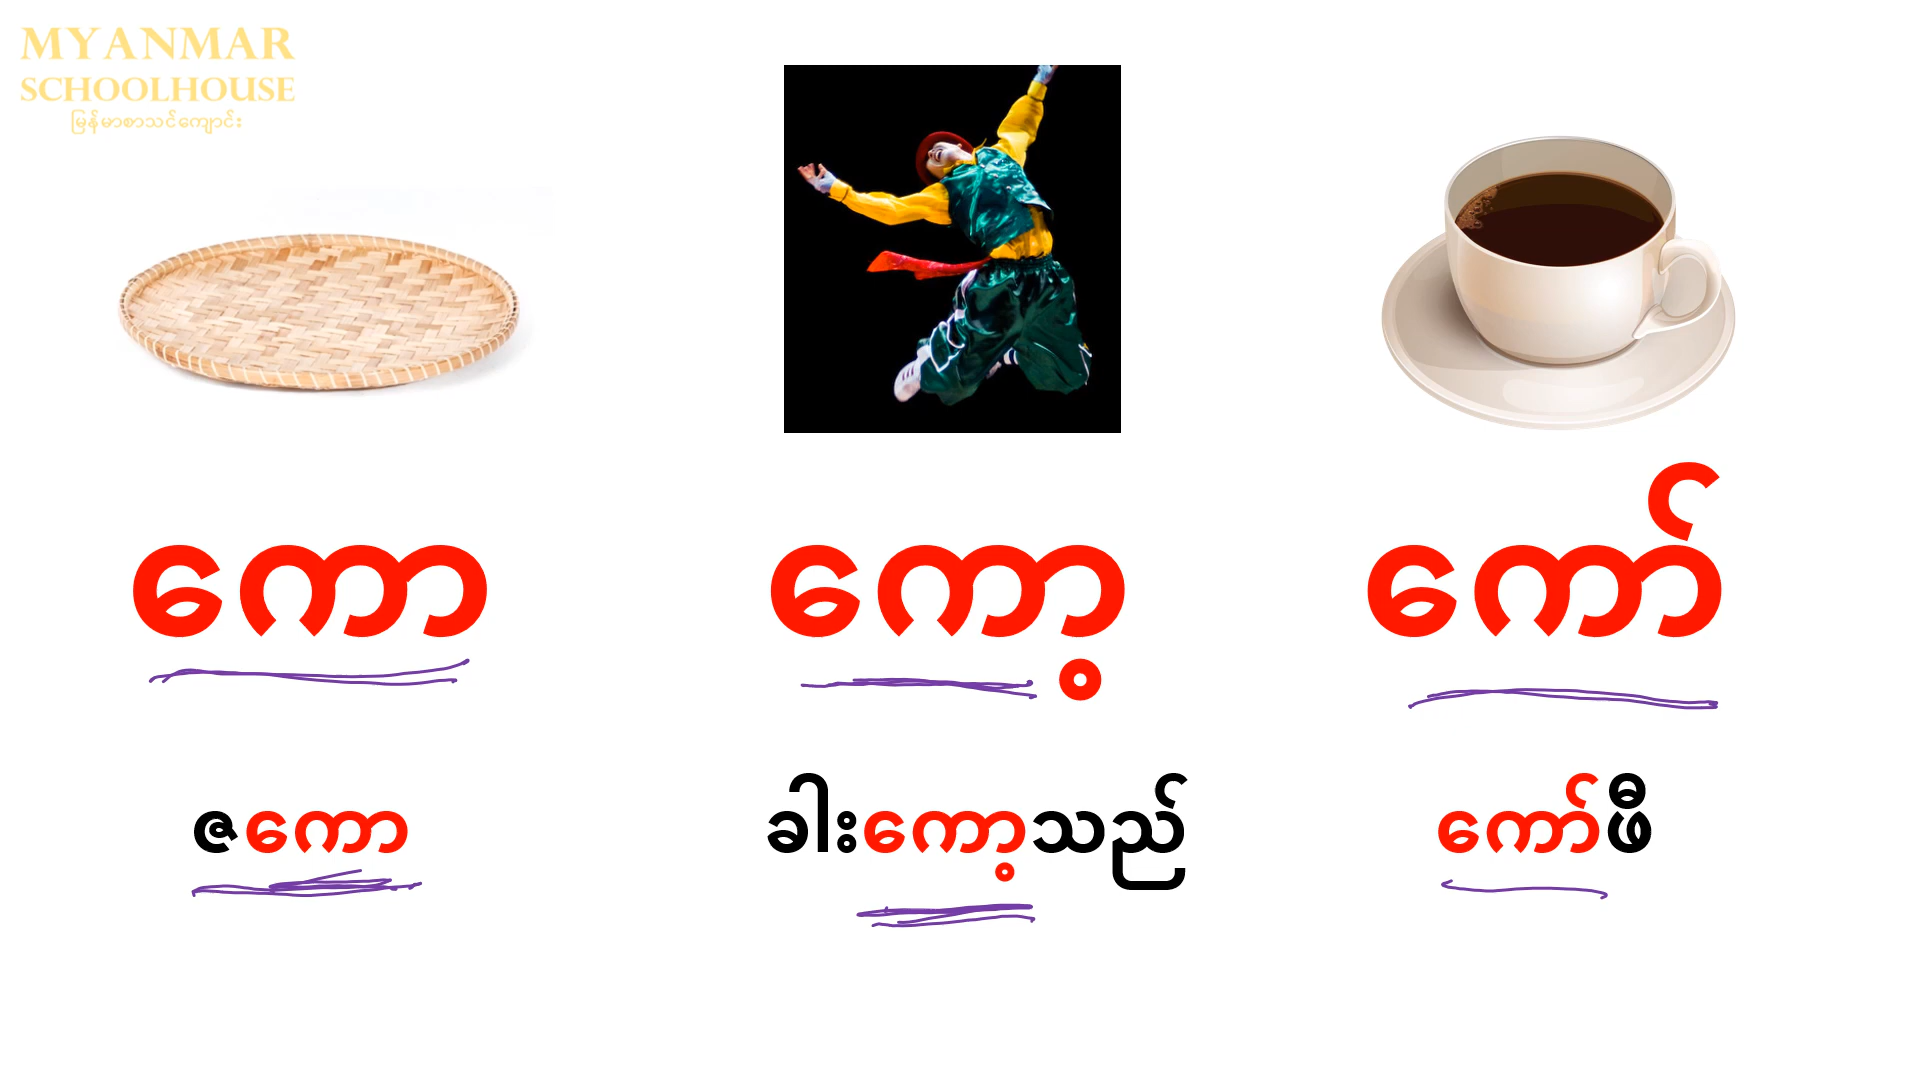 MYANMAR
SCHOOLHOUSE
မြန်မာစာသင်ကျောင်း
ကော ကော့ ကော်
ဇကော ခါးကော့သည် ကော်ဖီ